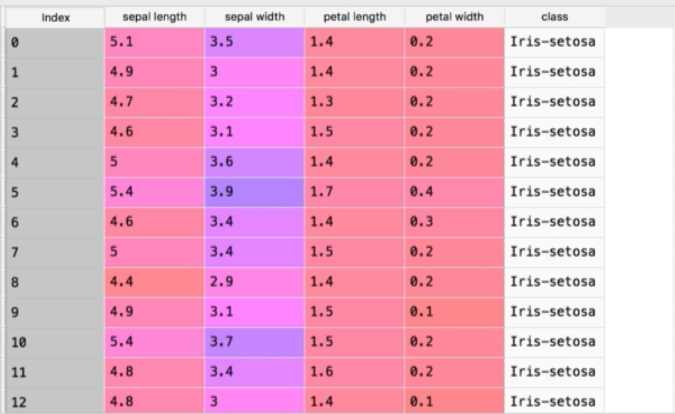 Index sepal length sepal width petal length petal width class
0 5.1 3.5 1.4 0.2 Iris-setosa
1 4.9 3 1.4 0.2 Iris-setosa
2 4.7 3.2 1.3 0.2 Iris-setosa
3 4.6 3.1 1.5 0.2 Iris-setosa
4 5 3.6 1.4 0.2 Iris-setosa
5 5.4 3.9 1.7 0.4 Iris-setosa
6 4.6 3.4 1.4 0.3 Iris-setosa
7 5 3.4 1.5 0.2 Iris-setosa
8 4.4 2.9 1.4 0.2 Iris-setosa
9 4.9 3.1 1.5 0.1 Iris-setosa
10 5.4 3.7 1.5 0.2 Iris-setosa
11 4.8 3.4 1.6 0.2 Iris-setosa
12 4.8 3 1.4 0.1 Iris-setosa